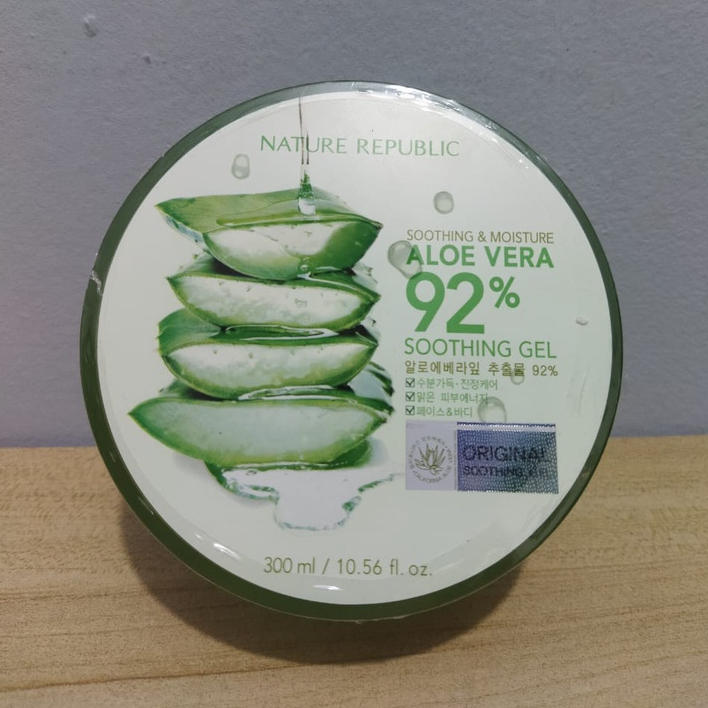 NATURE REPUBLIC
SOOTHING & MOISTURE
ALOE VERA
92%
SOOTHING GEL
알로에베라잎 추출물 92%
수분가득·진정케어
맑은 피부에너지
페이스&바디
ORIGINAL
SOOTHING
CALIFORNIA
300 ml / 10.56 fl. oz.